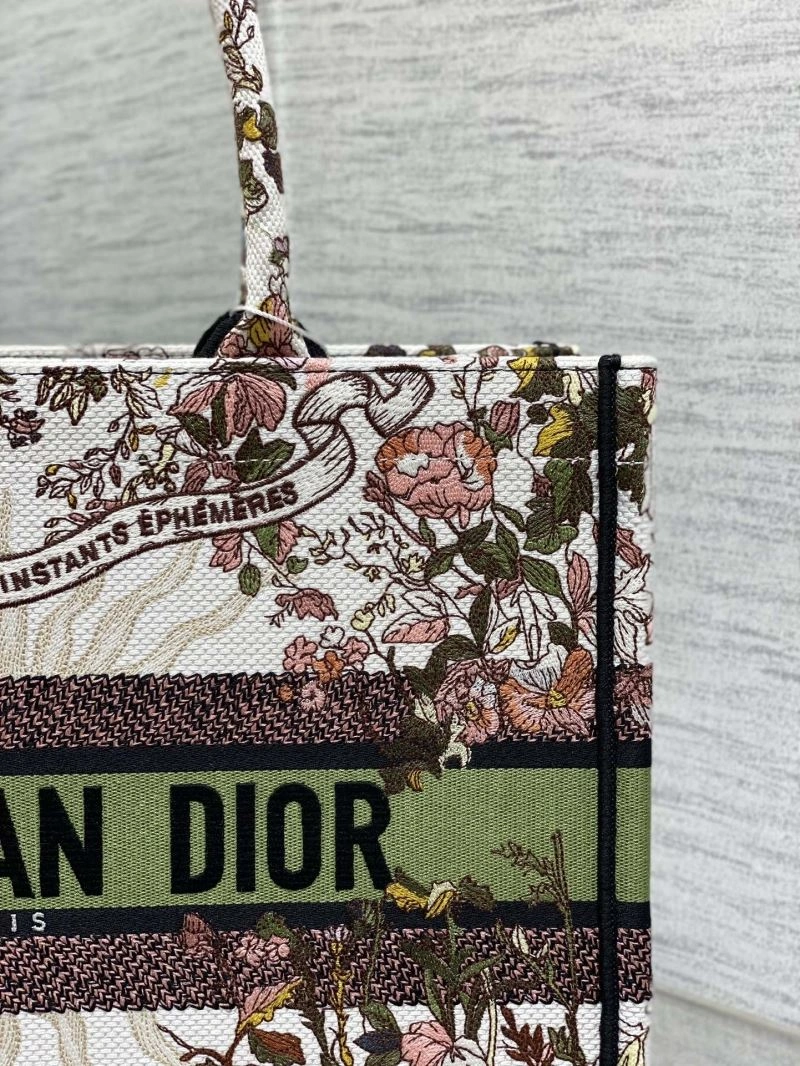 INSTANTS ÉPHÉMÈRES
AN DIOR
IS